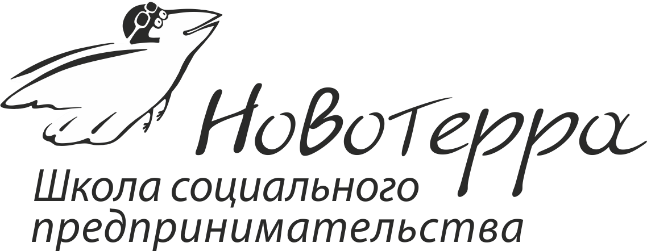 Новотерра
Школа социального
предпринимательства